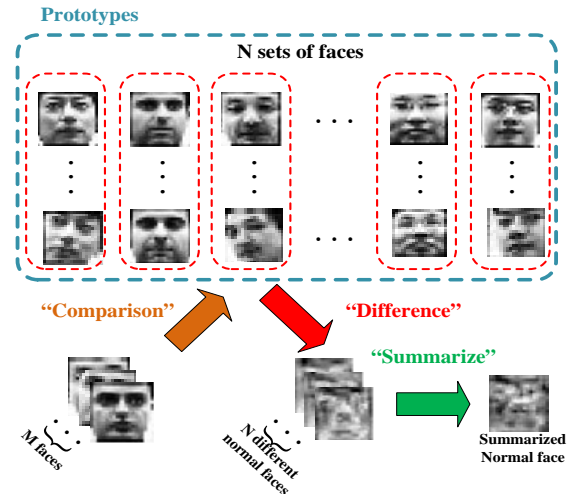 Prototypes
N sets of faces
“Comparison”
“Difference”
“Summarize”
M faces
N different
normal faces
Summarized
Normal face